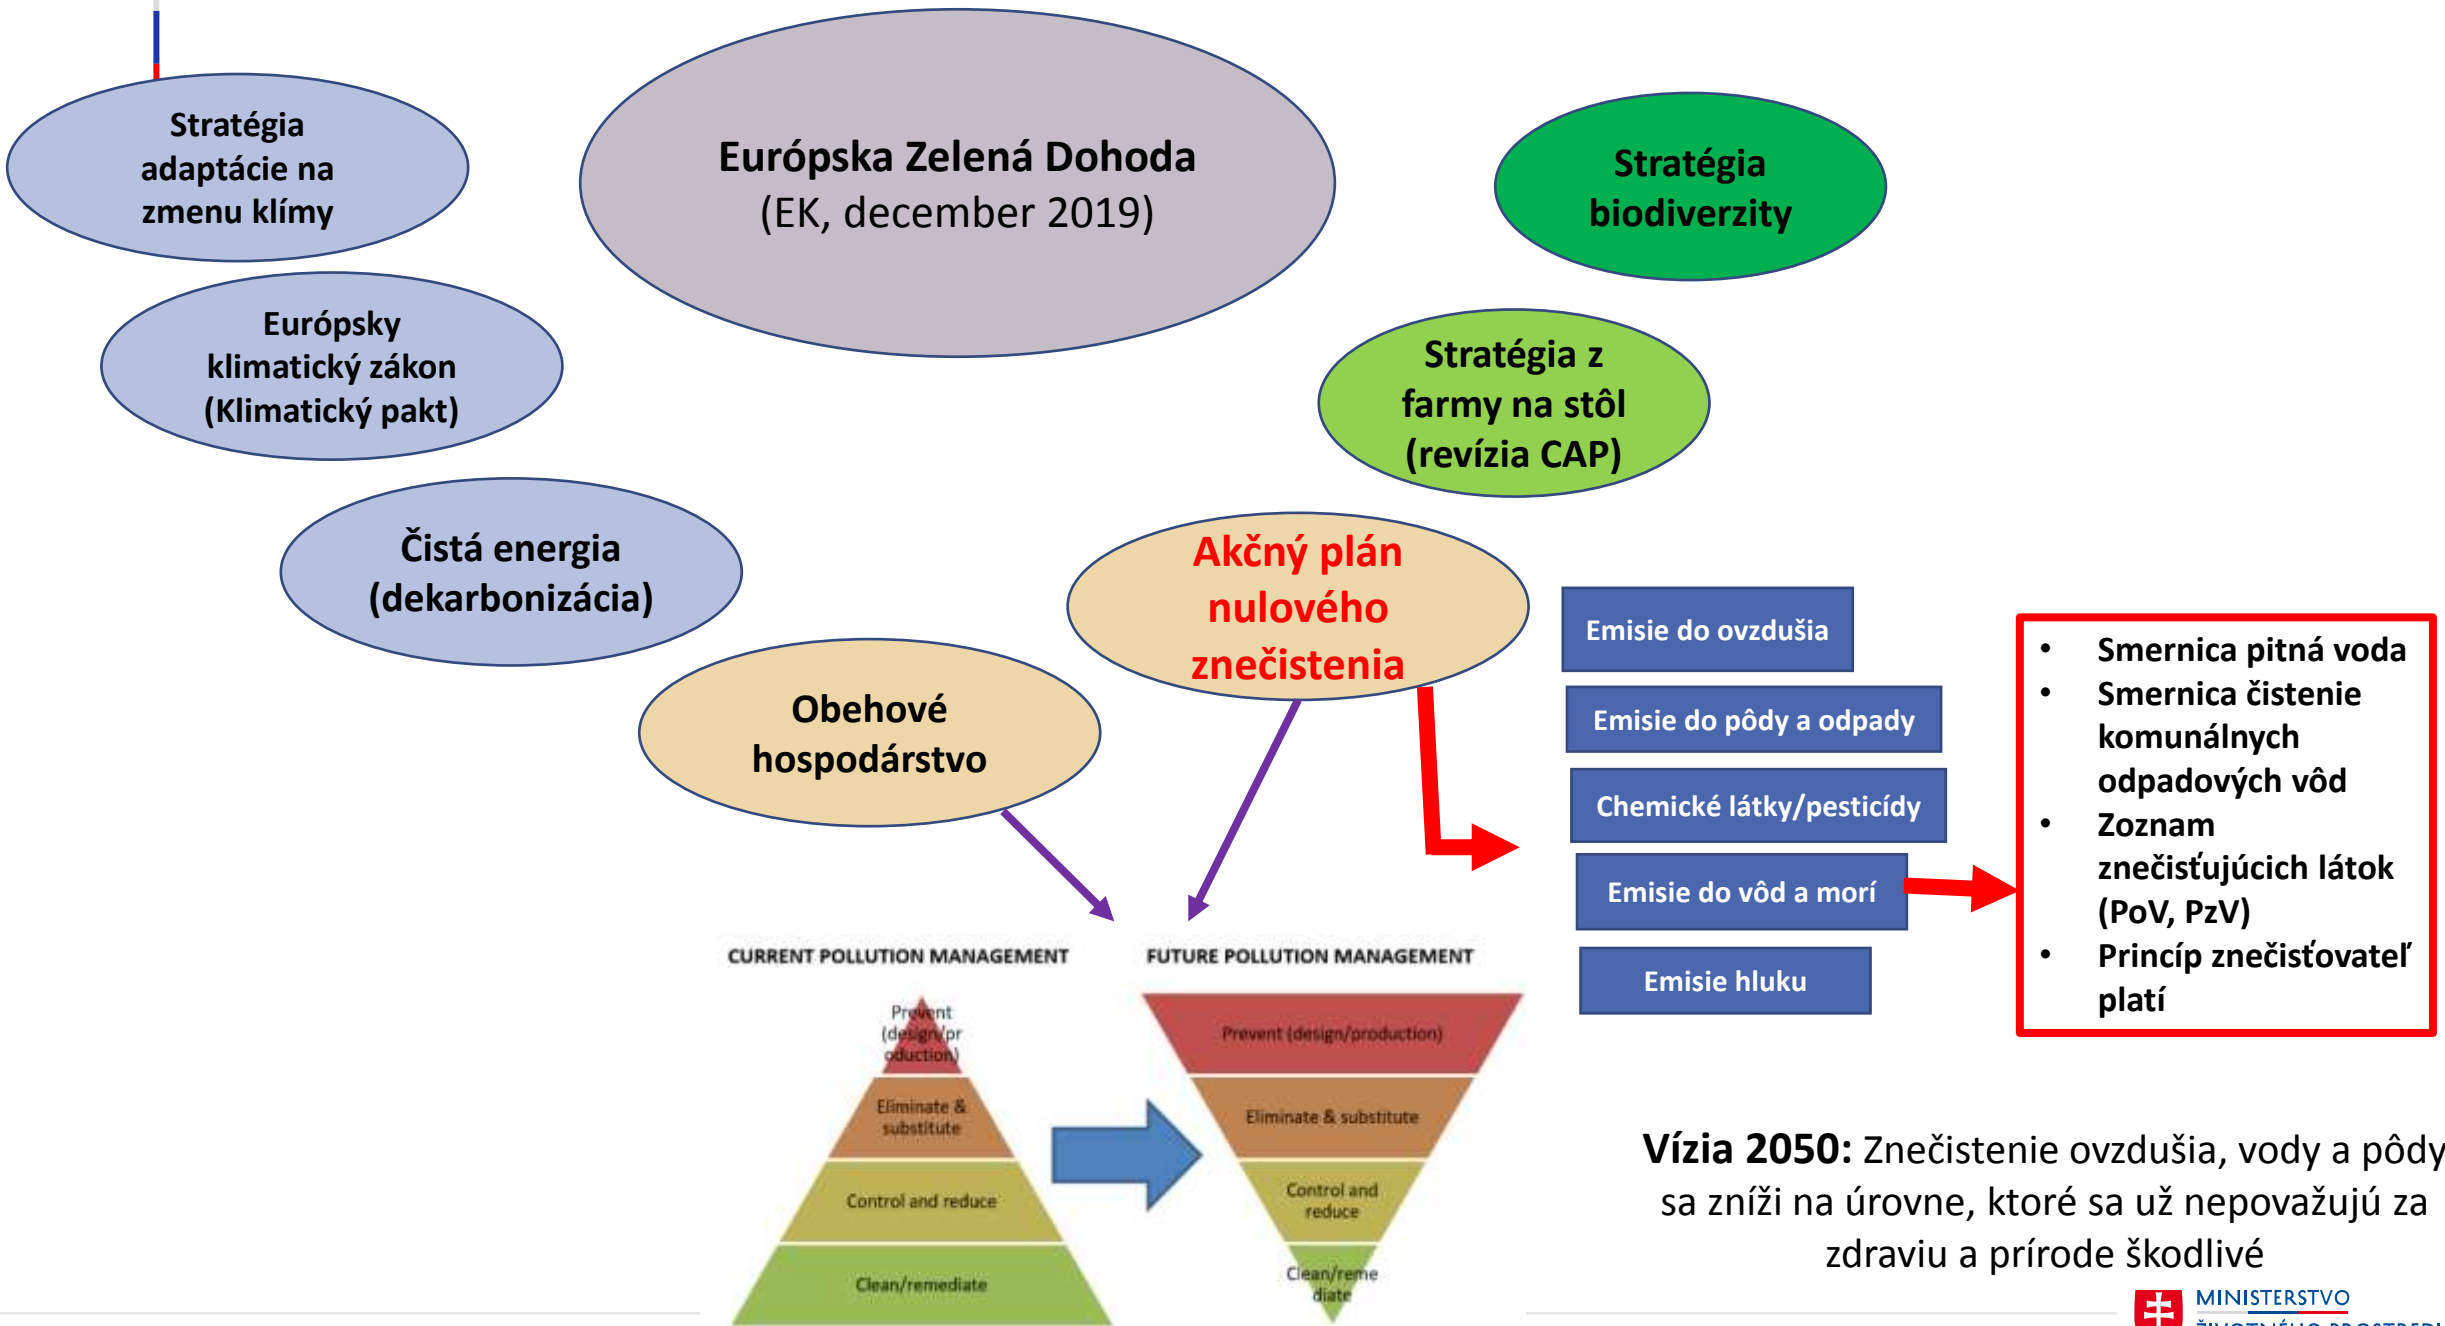 Stratégia
adaptácie na
zmenu klímy
Európska Zelená Dohoda
(EK, december 2019)
Stratégia
biodiverzity
Európsky
klimatický zákon
(Klimatický pakt)
Stratégia z
farmy na stôl
(revízia CAP)
Čistá energia
(dekarbonizácia)
Akčný plán
nulového
znečistenia
Obehové
hospodárstvo
Emisie do ovzdušia
Emisie do pôdy a odpady
Chemické látky/pesticídy
Emisie do vôd a morí
Emisie hluku
• Smernica pitná voda
• Smernica čistenie
komunálnych
odpadových vôd
• Zoznam
znečisťujúcich látok
(PoV, PzV)
• Princíp znečisťovateľ
platí
CURRENT POLLUTION MANAGEMENT
Prevent
(design/pr
oduction)
Eliminate &
substitute
Control and reduce
Clean/remediate
FUTURE POLLUTION MANAGEMENT
Prevent (design/production)
Eliminate & substitute
Control and
reduce
Clean/reme
diate
Vízia 2050: Znečistenie ovzdušia, vody a pôdy
sa zníži na úrovne, ktoré sa už nepovažujú za
zdraviu a prírode škodlivé
MINISTERSTVO